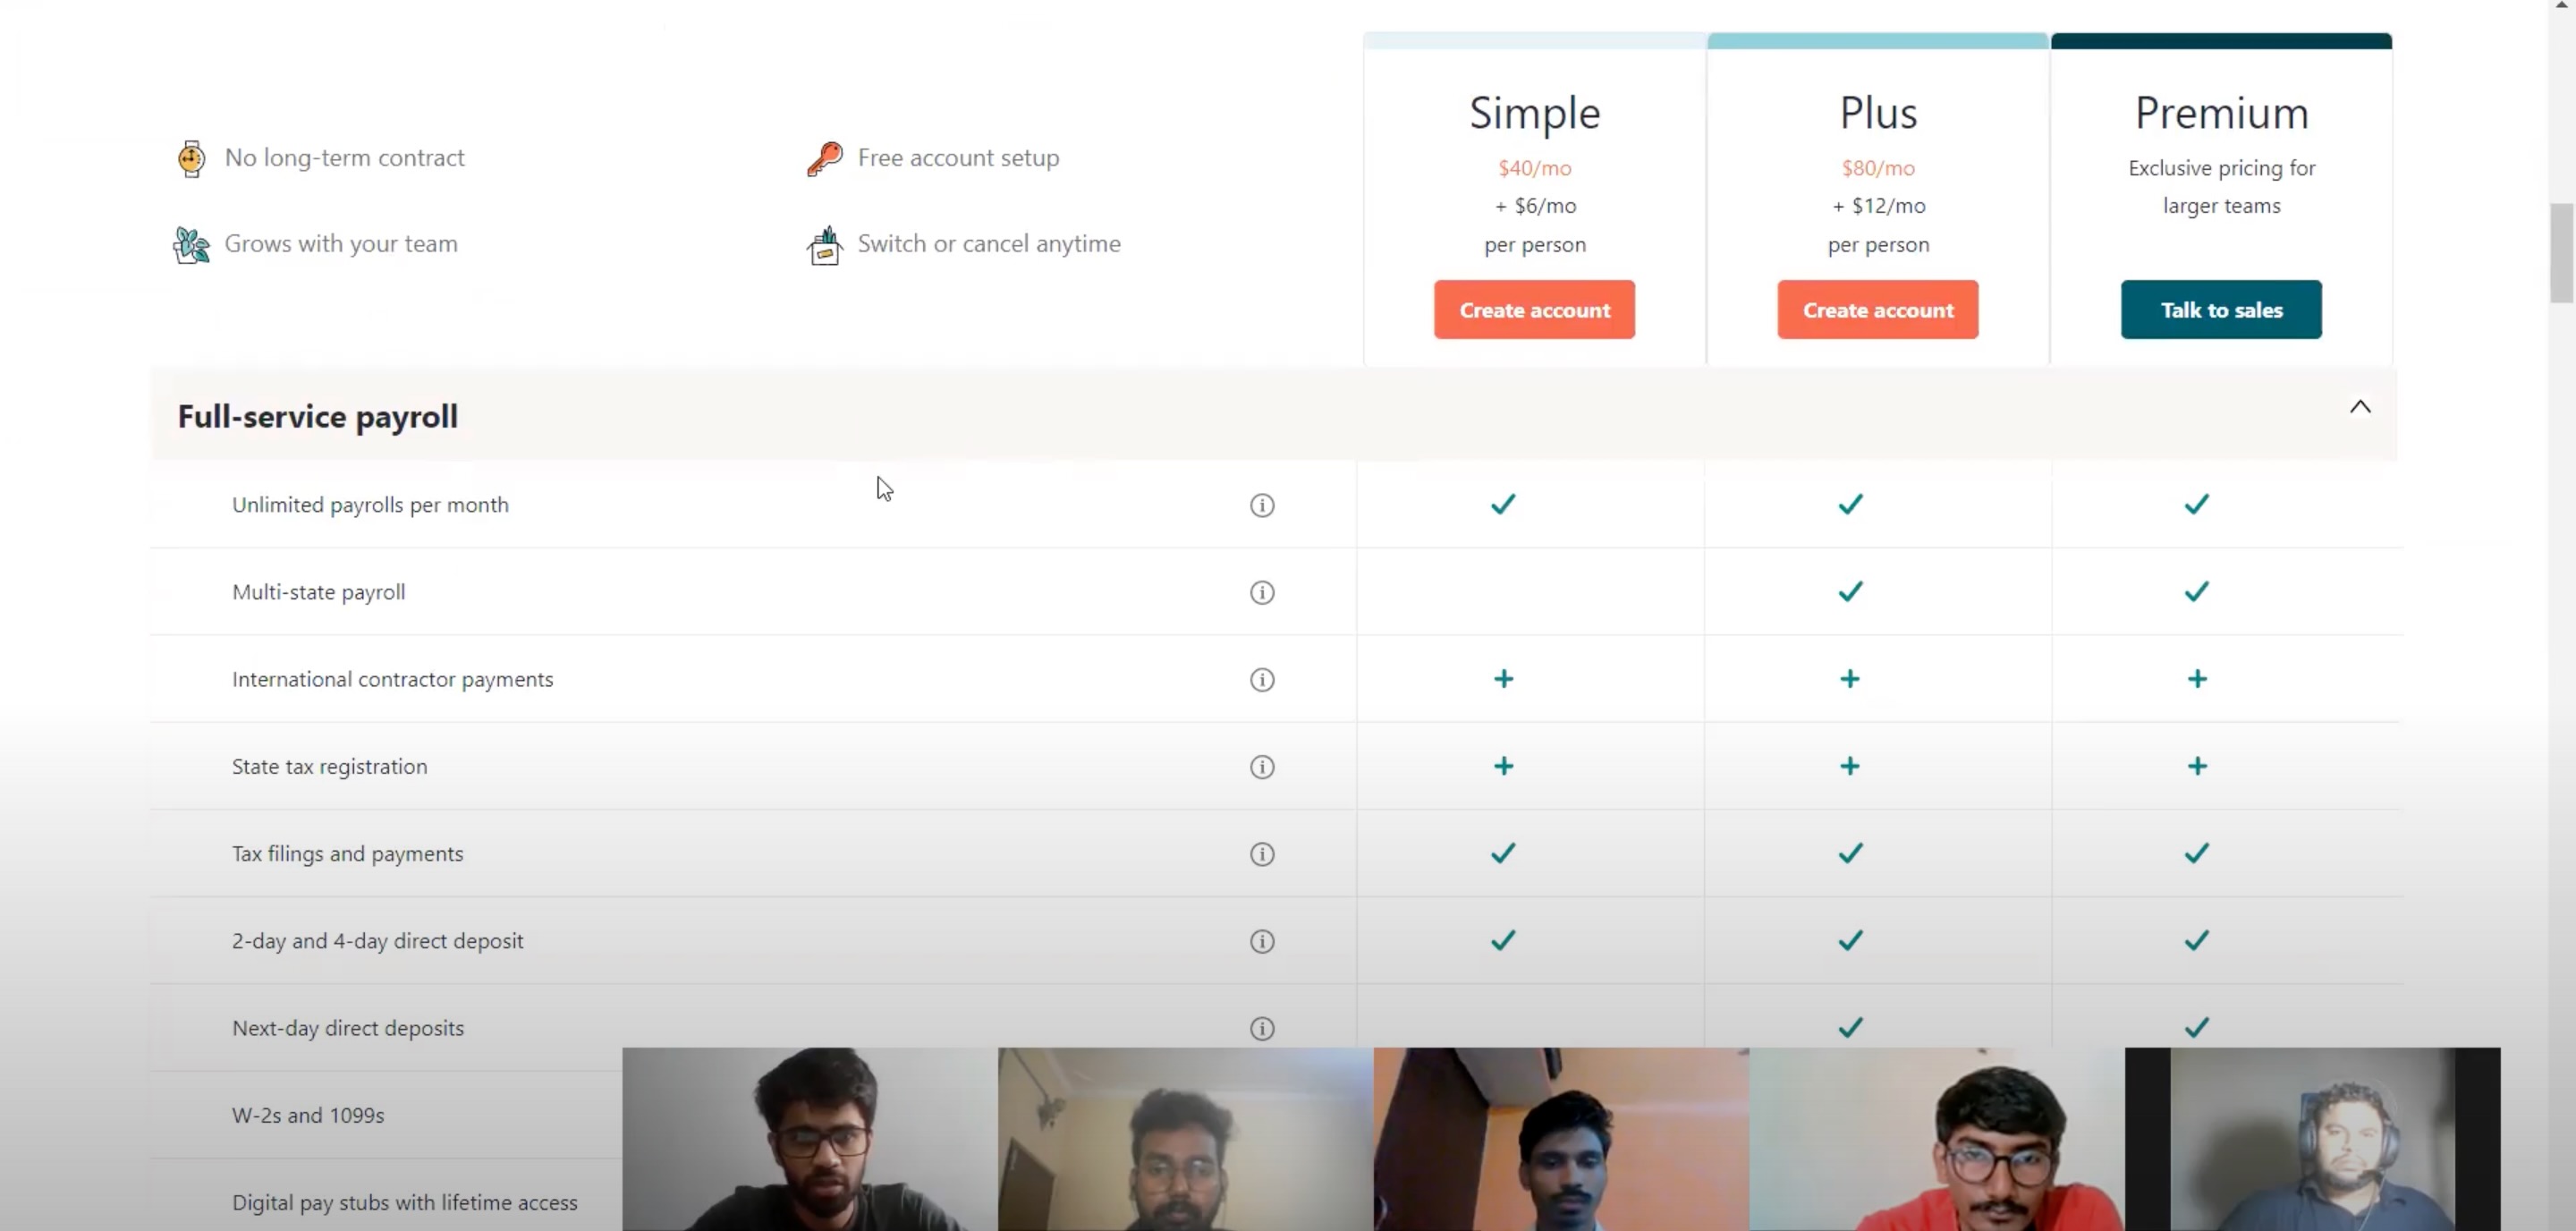 No long-term contract
Free account setup
Grows with your team
Switch or cancel anytime
Simple
$40/mo
+ $6/mo
per person
Create account
Plus
$80/mo
+ $12/mo
per person
Create account
Premium
Exclusive pricing for
larger teams
Talk to sales
Full-service payroll
Unlimited payrolls per month
Multi-state payroll
International contractor payments
State tax registration
Tax filings and payments
2-day and 4-day direct deposit
Next-day direct deposits
W-2s and 1099s
Digital pay stubs with lifetime access